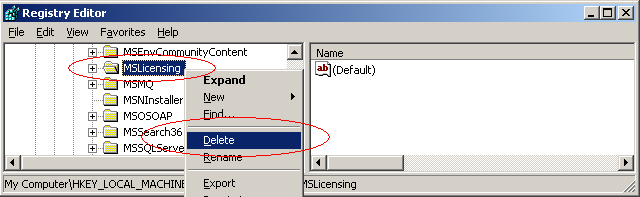 Registry Editor
File Edit View Favorites Help
MSEnvCommunityContent
MSLicensing
MSMQ
MSNInstaller
MSOSOAP
MSSearch36
MSSQLServe
Expand
New
Find...
Delete
Rename
Export
Name
ab (Default)
My Computer\HKEY_LOCAL_MACHINE
MSLicensing